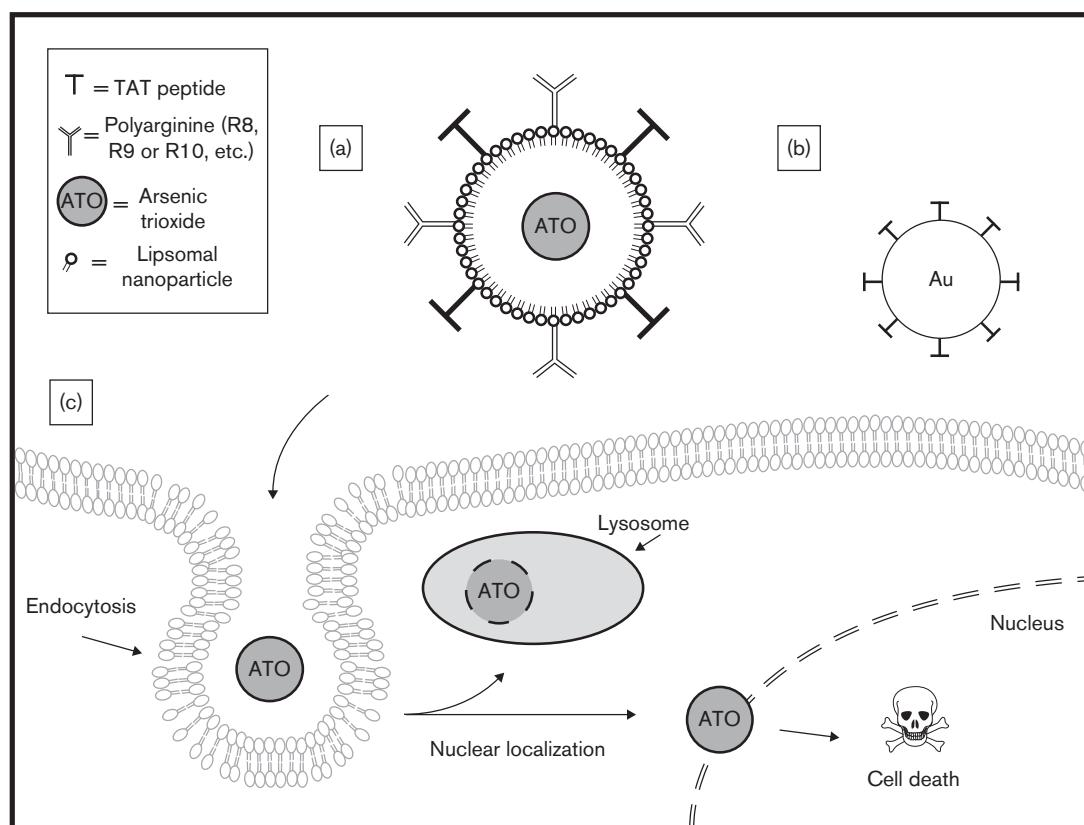 = TAT peptide
= Polyarginine (R8,
R9 or R10, etc.)
ATO = Arsenic
trioxide
= Lipsomal
nanoparticle
(a)
ATO
(b)
Au
(c)
Lysosome
ATO
Endocytosis
ATO
Nucleus
ATO
Nuclear localization
Cell death